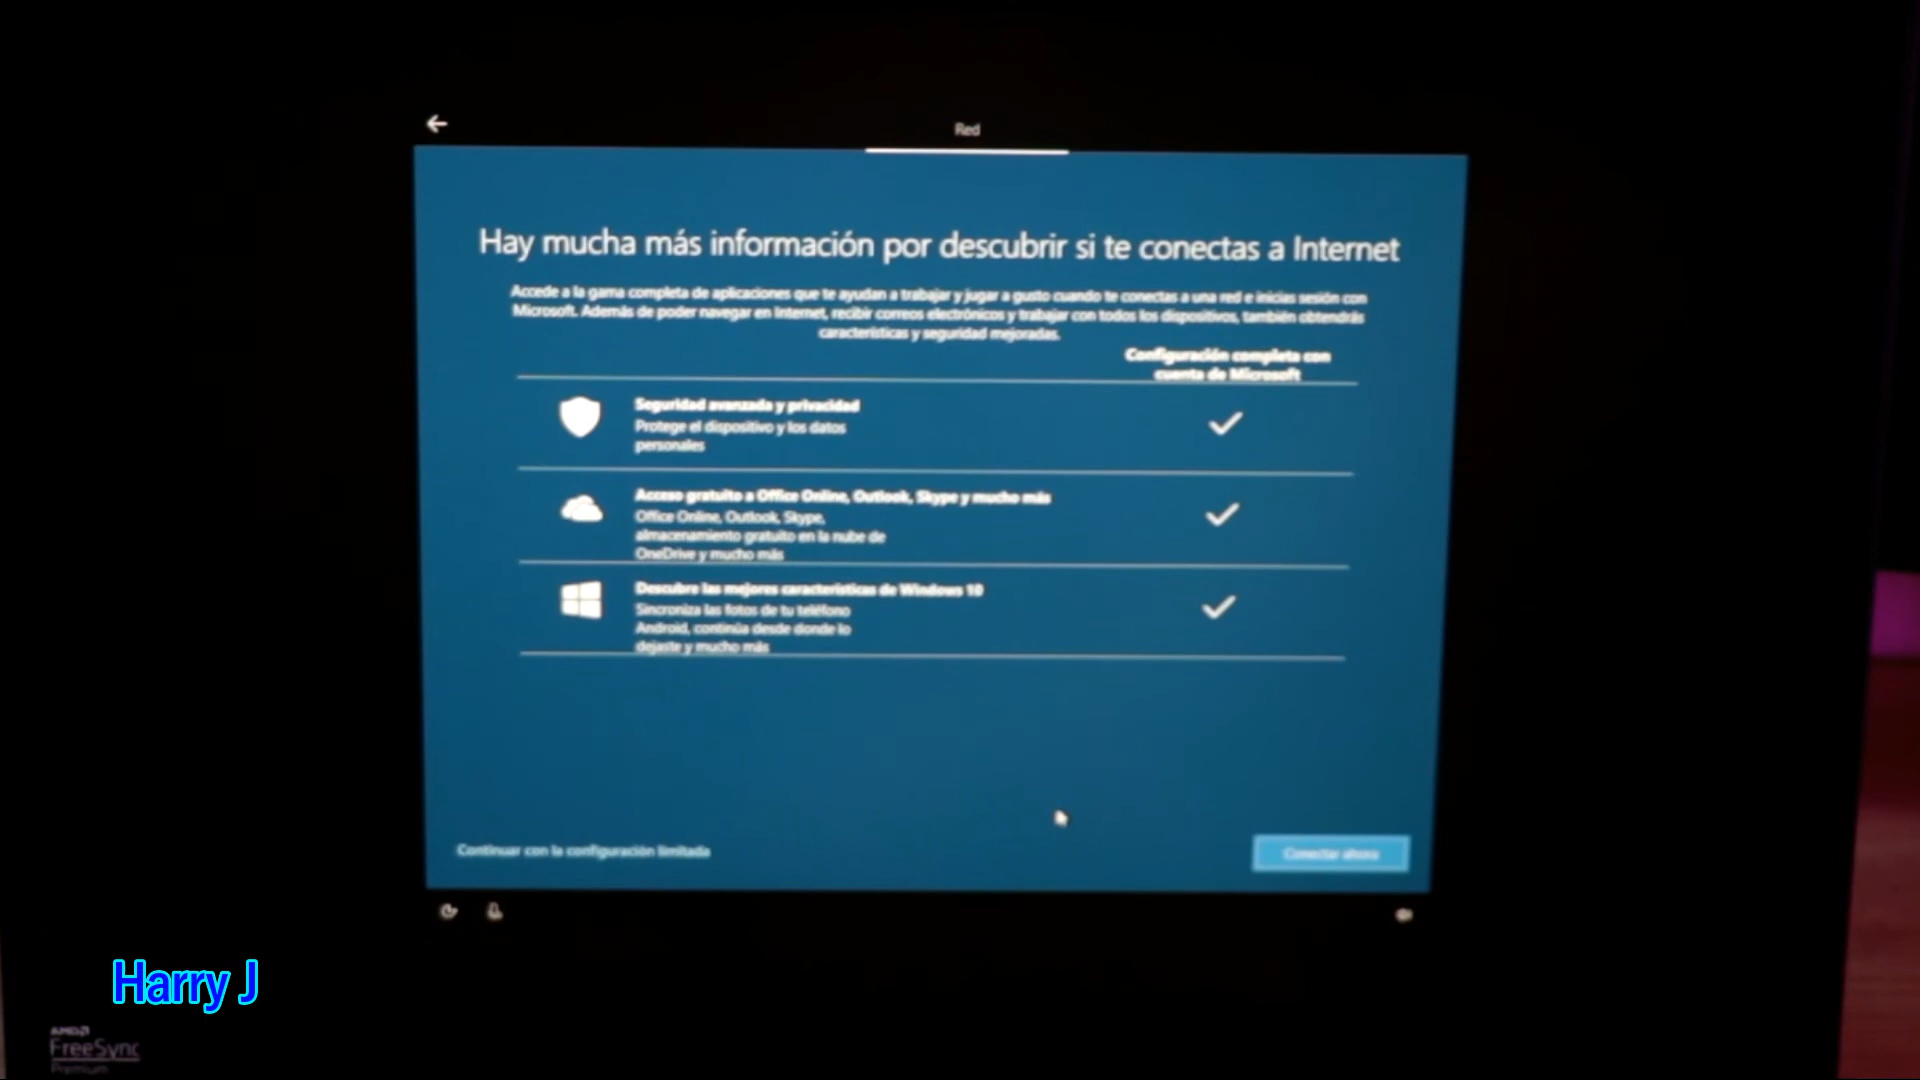 Red
Hay mucha más información por descubrir si te conectas a Internet
Accede a la gama completa de aplicaciones que te ayudan a trabajar y jugar a gusto cuando te conectas a una red e inicias sesión con
Microsoft. Además de poder navegar en Internet, recibir correos electrónicos y trabajar con todos los dispositivos, también obtendrás
características y seguridad mejoradas.
Configuración completa con
cuenta de Microsoft
Seguridad avanzada y privacidad
Protege el dispositivo y los datos
personales
Acceso gratuito a Office Online, Outlook, Skype y mucho más
Office Online, Outlook, Skype,
almacenamiento gratuito en la nube de
OneDrive y mucho más
Descubre las mejores características de Windows 10
Sincroniza las fotos de tu teléfono
Android, continúa desde donde lo
dejaste y mucho más
Continuar con la configuración limitada
Conectar ahora
Harry J
AMD
FreeSync
Premium